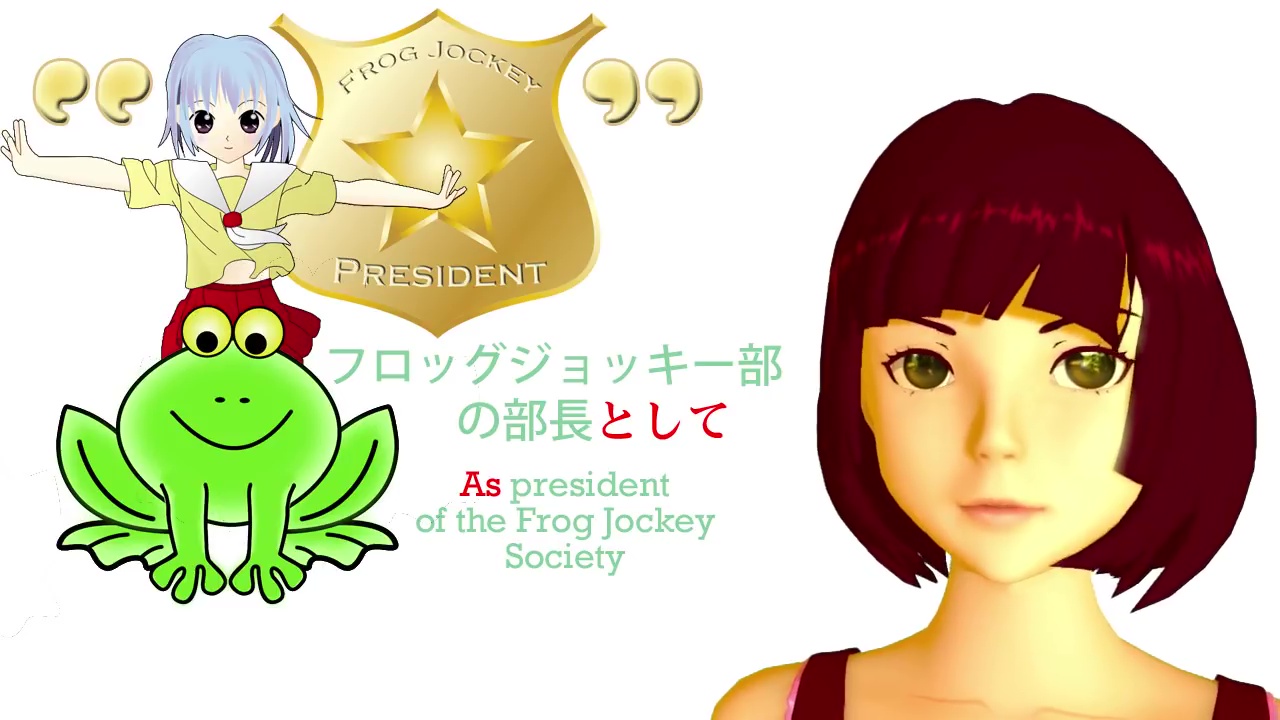 FROG JOCKEY
PRESIDENT
フロッグジョッキー部
の部長として
As president
of the Frog Jockey
Society